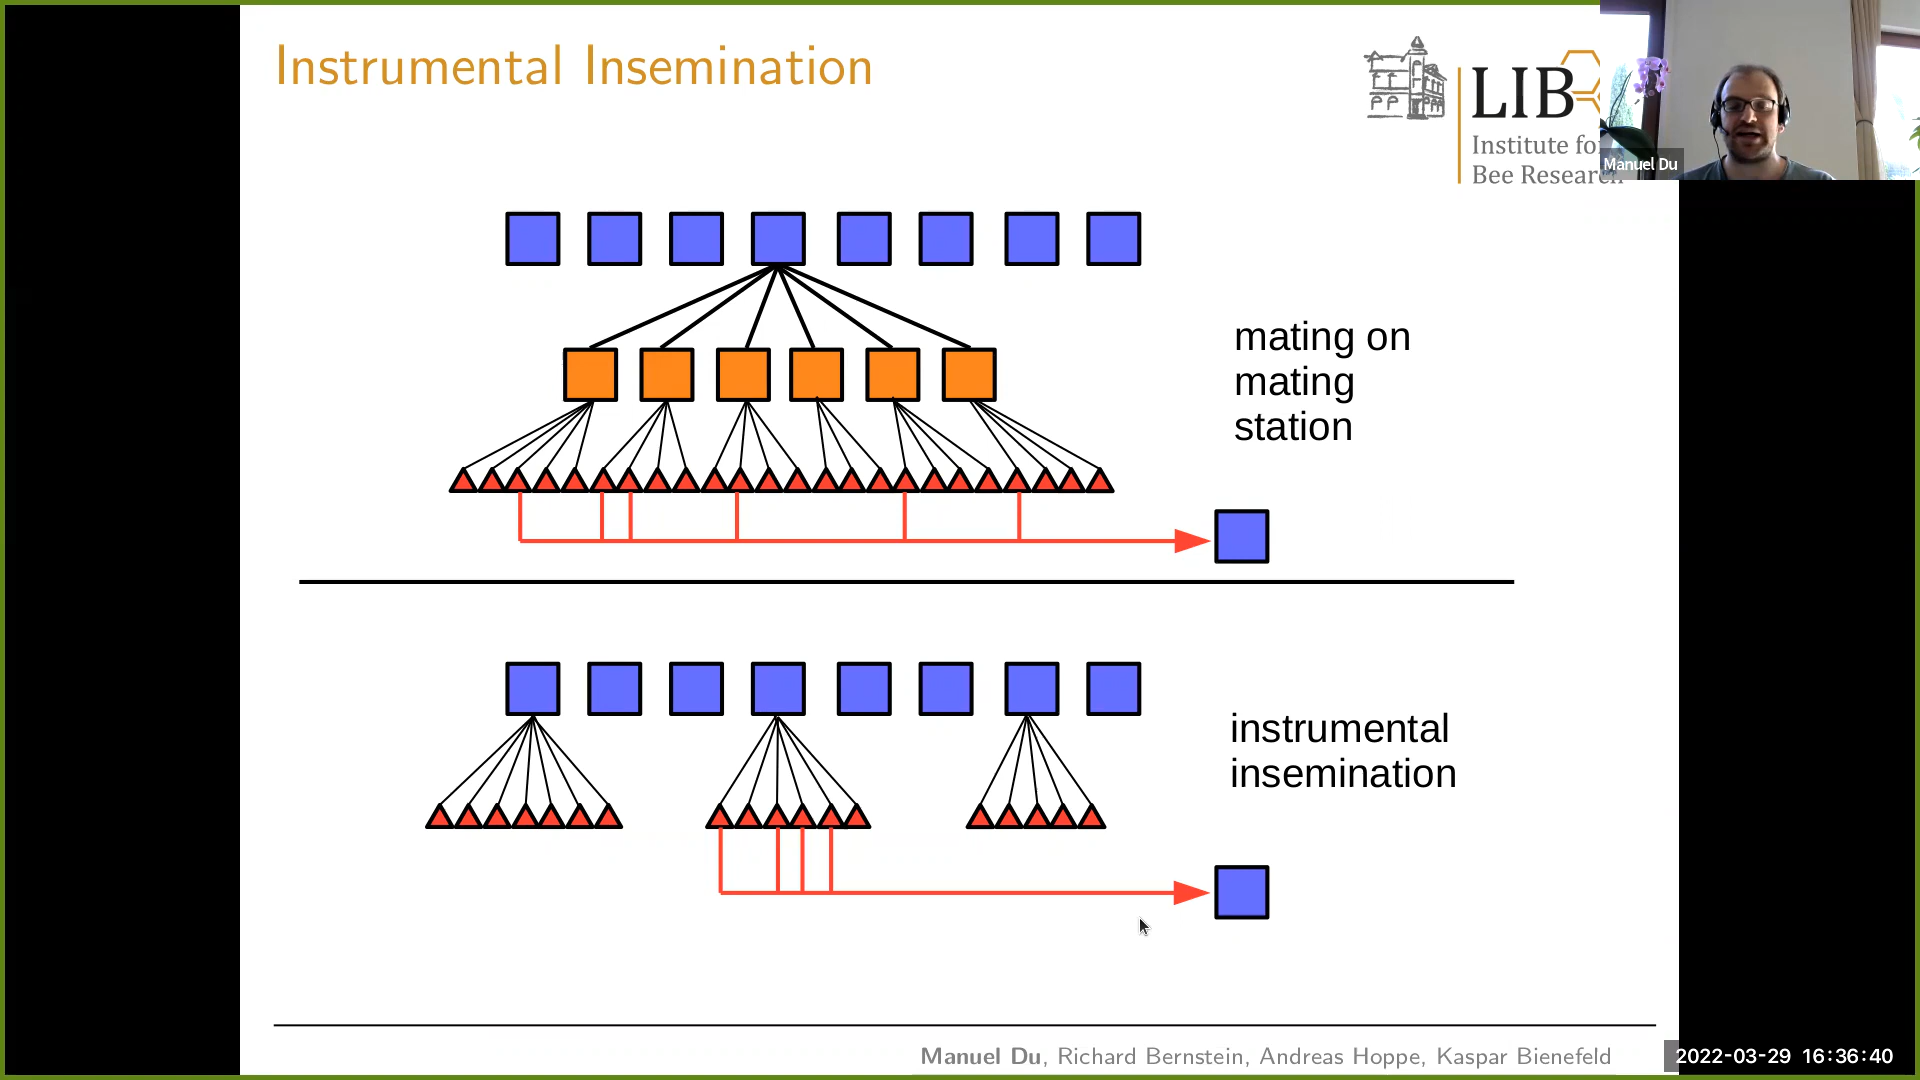 Instrumental Insemination
LIB
Institute for
Bee Research
Manuel Du
mating on
mating
station
instrumental
insemination
Manuel Du, Richard Bernstein, Andreas Hoppe, Kaspar Bienefeld
2022-03-29 16:36:40